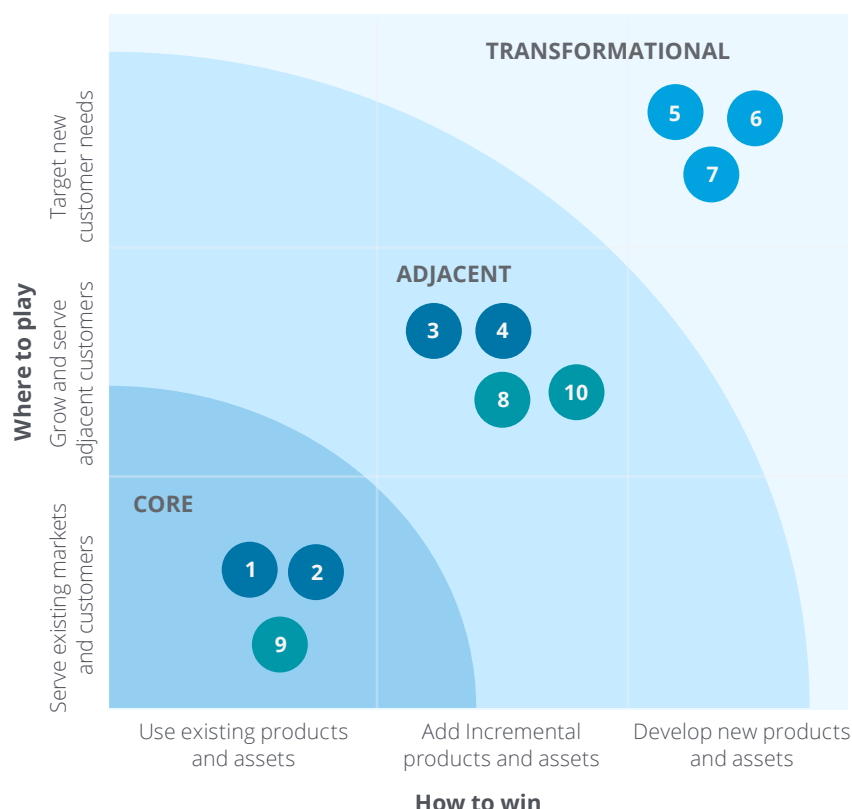 TRANSFORMATIONAL
5
6
7
Target new
customer needs
ADJACENT
3
4
8
10
Where to play
Grow and serve
adjacent customers
CORE
1
2
9
Serve existing markets
and customers
Use existing products
and assets
Add Incremental
products and assets
Develop new products
and assets
How to win